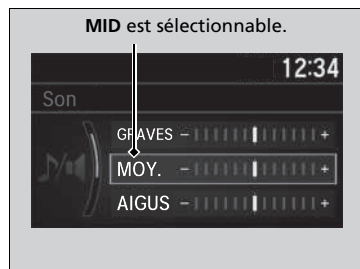 MID est sélectionnable.
12:34
Son
GRAVES - +
MOY. - +
AIGUS - +